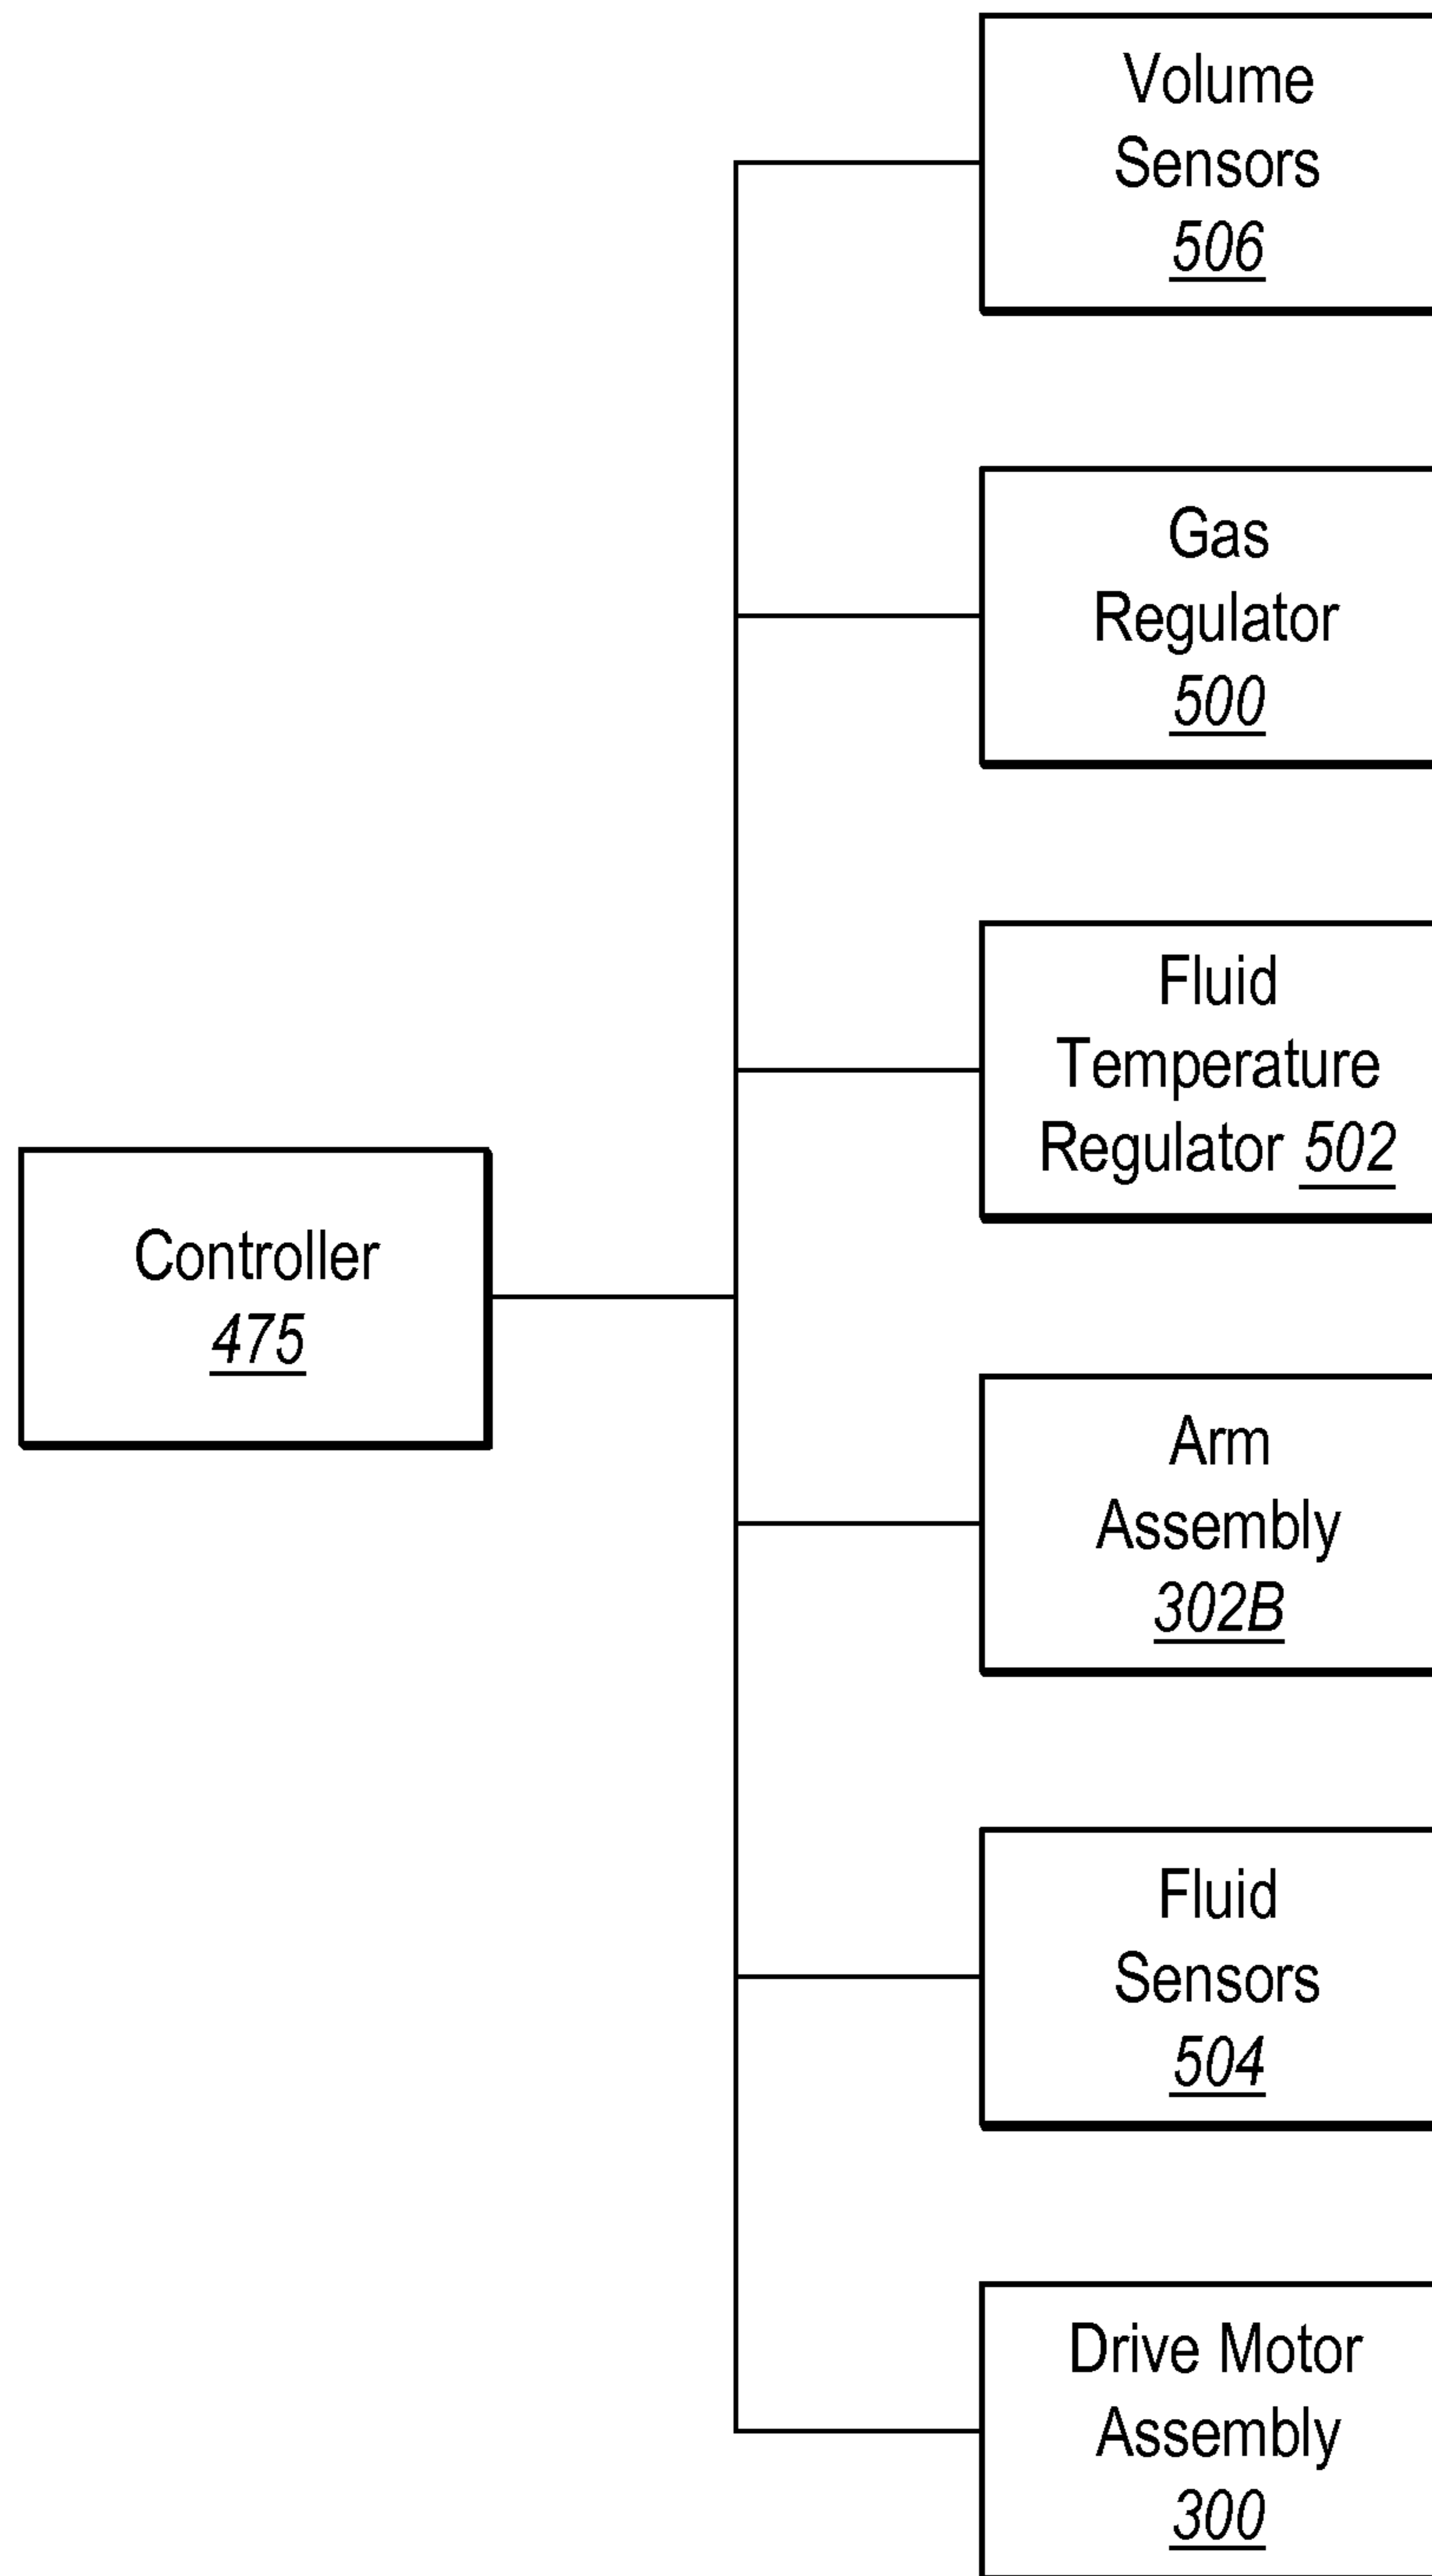 Volume
Sensors
506
Gas
Regulator
500
Fluid
Temperature
Regulator 502
Controller
475
Arm
Assembly
302B
Fluid
Sensors
504
Drive Motor
Assembly
300